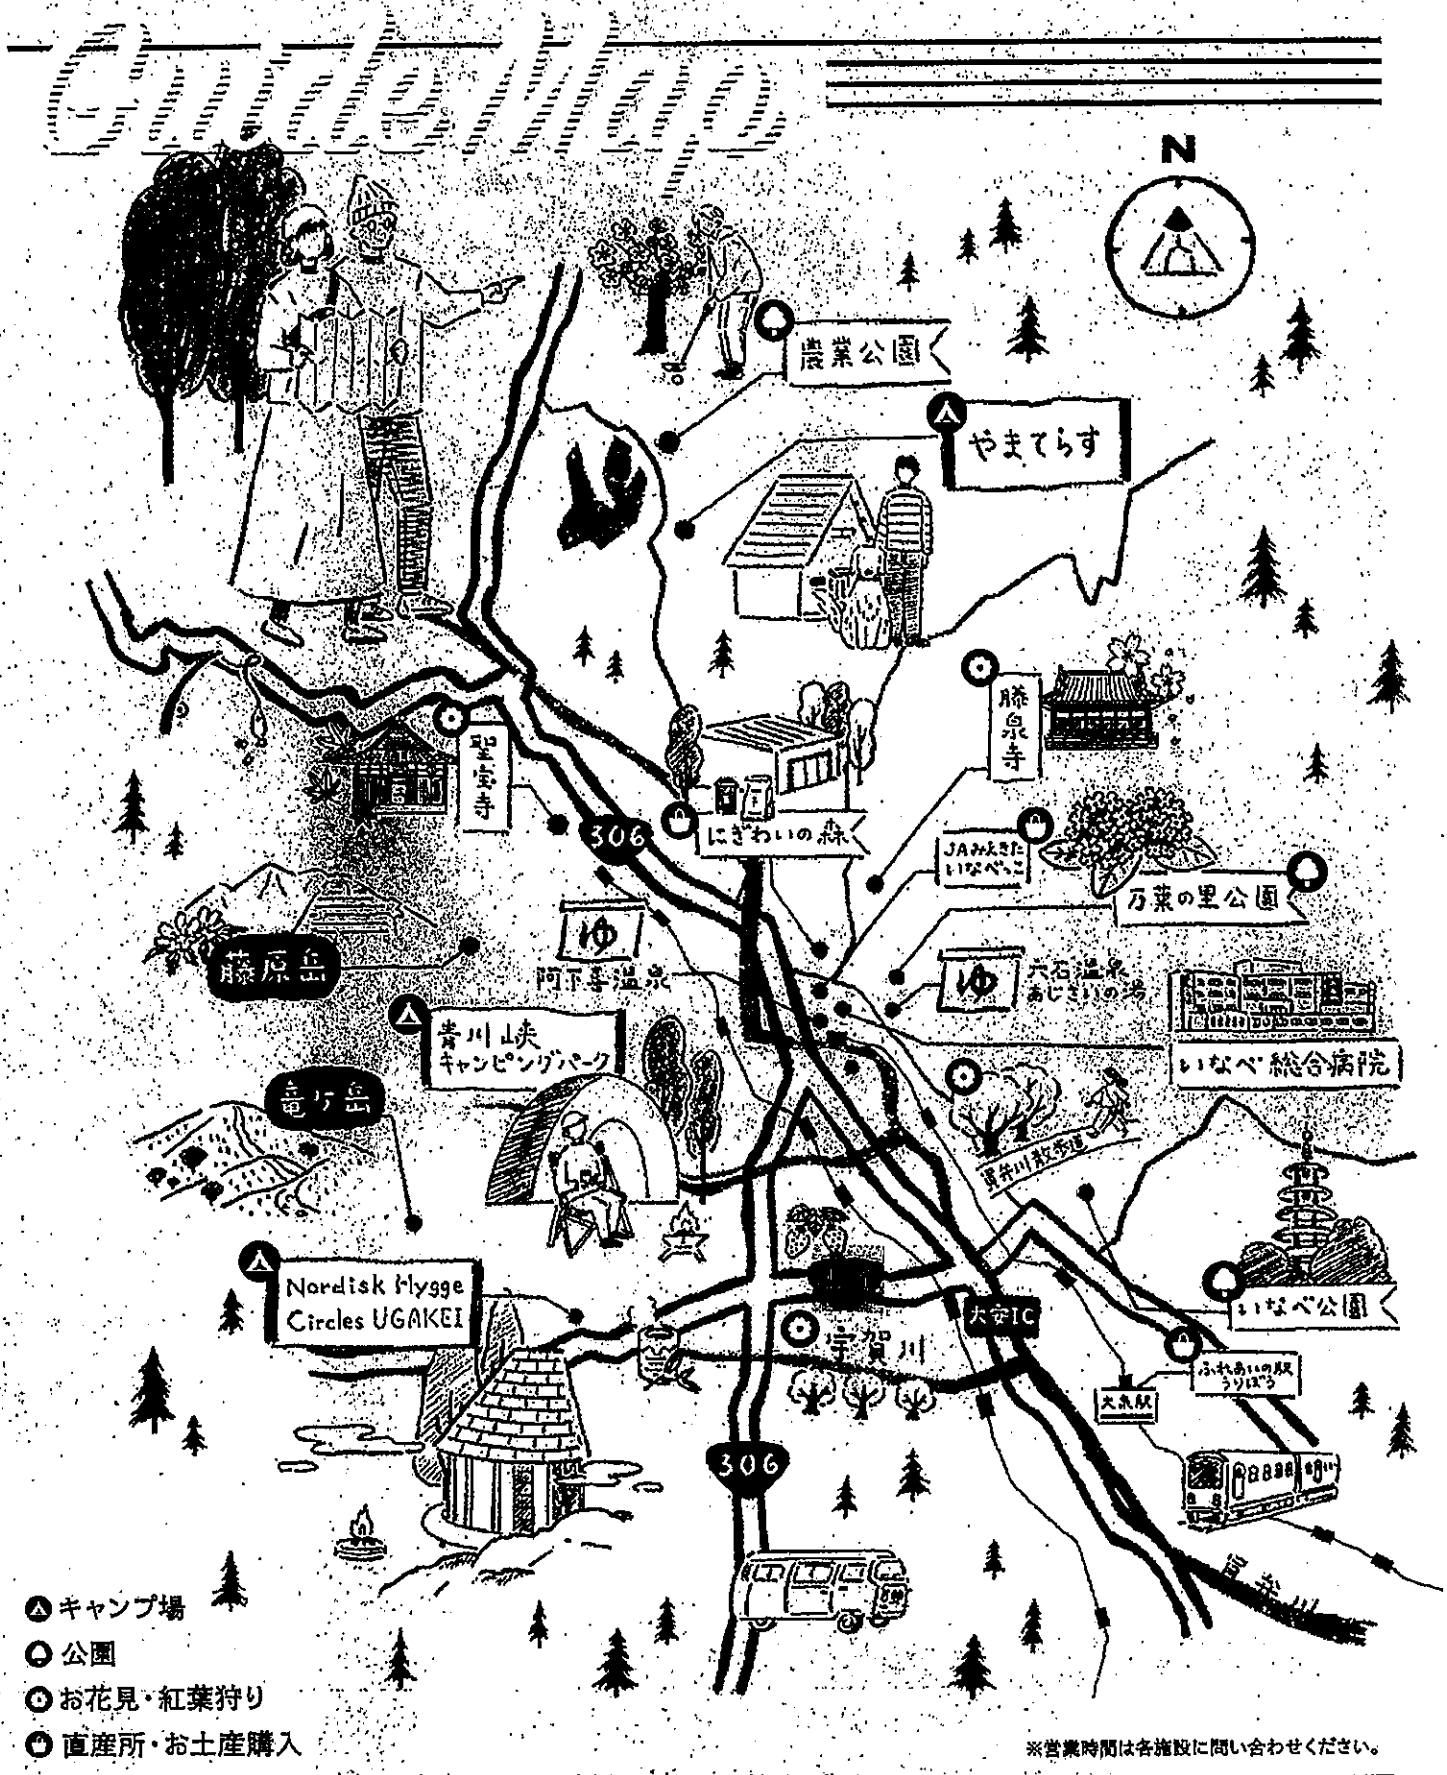 Guide Map
N
農業公園
やまてらす
藤泉寺
聖宝寺
306
にぎわいの森
JAみえきた
いなべっこ
万葉の里公園
藤原岳
ゆ
阿下喜温泉
ゆ
六石温泉
あじさいの湯
青川峡
キャンピングパーク
いなべ総合病院
竜ヶ岳
員弁川散歩道
Nordisk Hygge
Circles UGAKEI
大安IC
いなべ公園
宇賀川
ふれあいの駅
うりぼう
大泉駅
306
員弁川
キャンプ場
公園
お花見・紅葉狩り
直産所・お土産購入
※営業時間は各施設に問い合わせください。